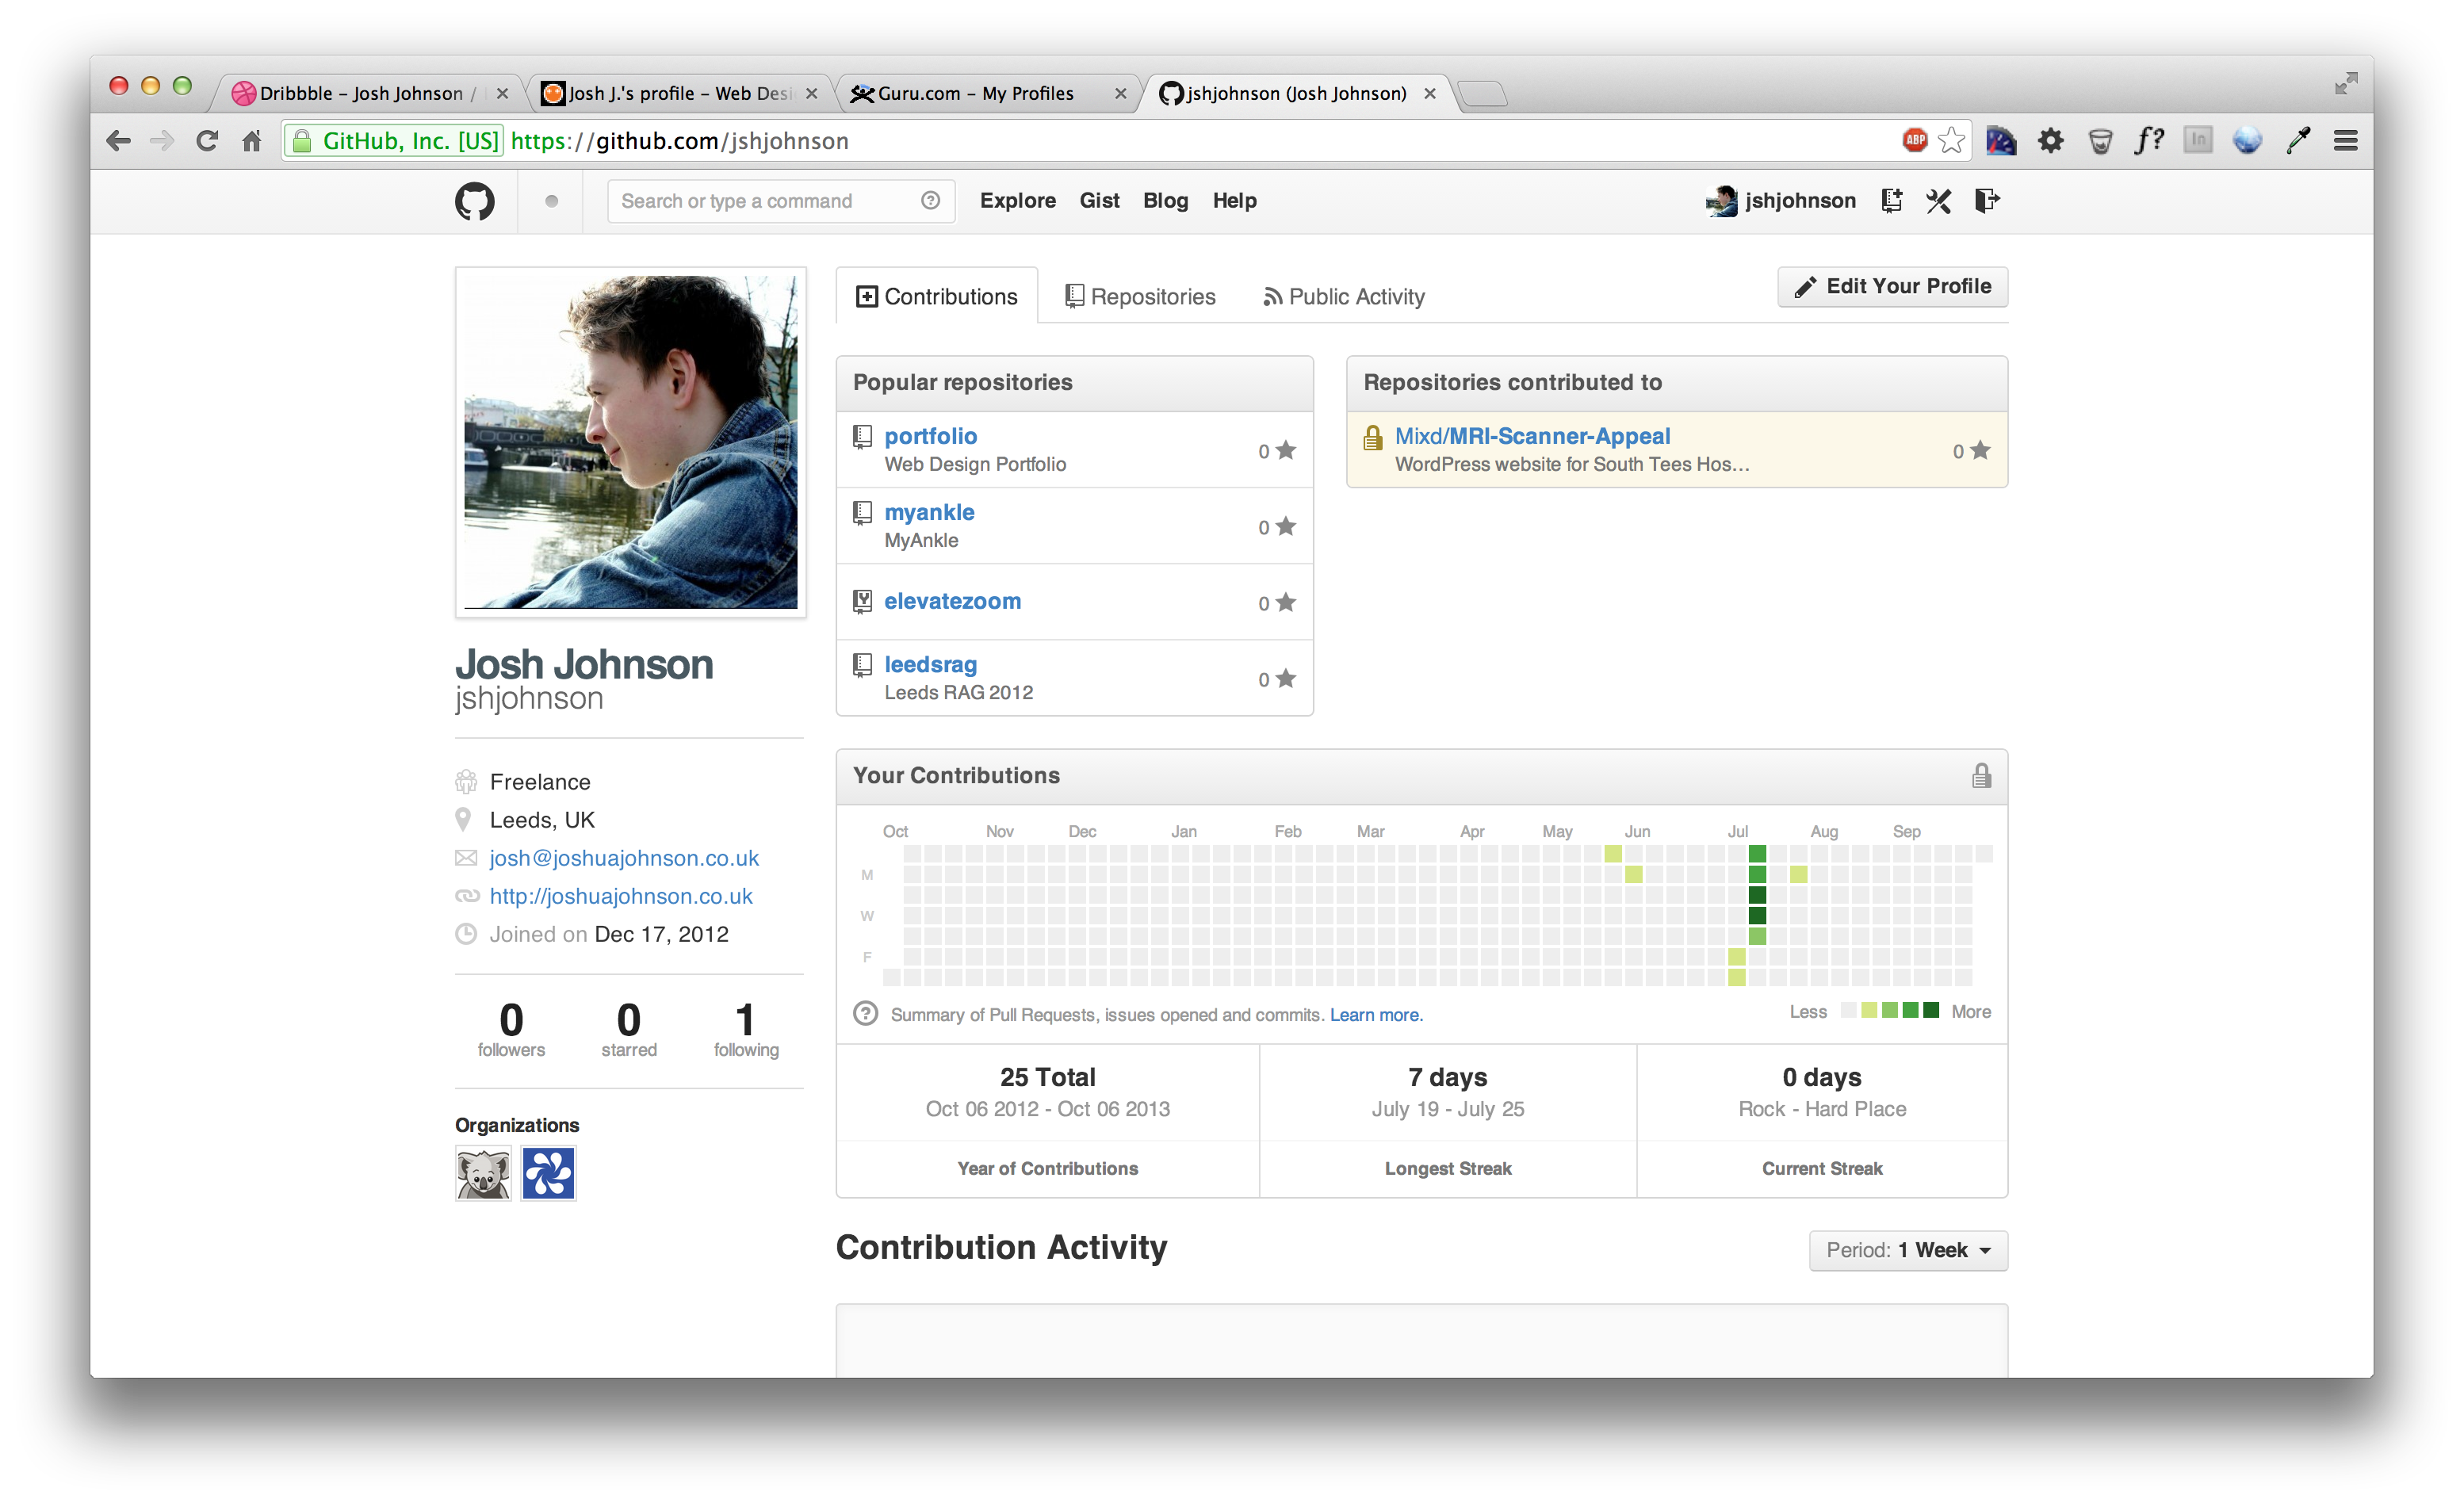 Dribbble – Josh Johnson /
Josh J.'s profile – Web Desi
Guru.com – My Profiles
jshjohnson (Josh Johnson)
GitHub, Inc. [US] https://github.com/jshjohnson
ABP
f?
In
Search or type a command
Explore Gist Blog Help
jshjohnson
Contributions
Repositories
Public Activity
Edit Your Profile
Popular repositories
portfolio
Web Design Portfolio
0
myankle
MyAnkle
0
elevatezoom
0
leedsrag
Leeds RAG 2012
0
Repositories contributed to
Mixd/MRI-Scanner-Appeal
WordPress website for South Tees Hos…
0
Josh Johnson
jshjohnson
Freelance
Leeds, UK
josh@joshuajohnson.co.uk
http://joshuajohnson.co.uk
Joined on Dec 17, 2012
0 0 1
followers starred following
Organizations
Your Contributions
Oct Nov Dec Jan Feb Mar Apr May Jun Jul Aug Sep
M
W
F
? Summary of Pull Requests, issues opened and commits. Learn more.
Less More
25 Total
Oct 06 2012 - Oct 06 2013
Year of Contributions
7 days
July 19 - July 25
Longest Streak
0 days
Rock - Hard Place
Current Streak
Contribution Activity
Period: 1 Week